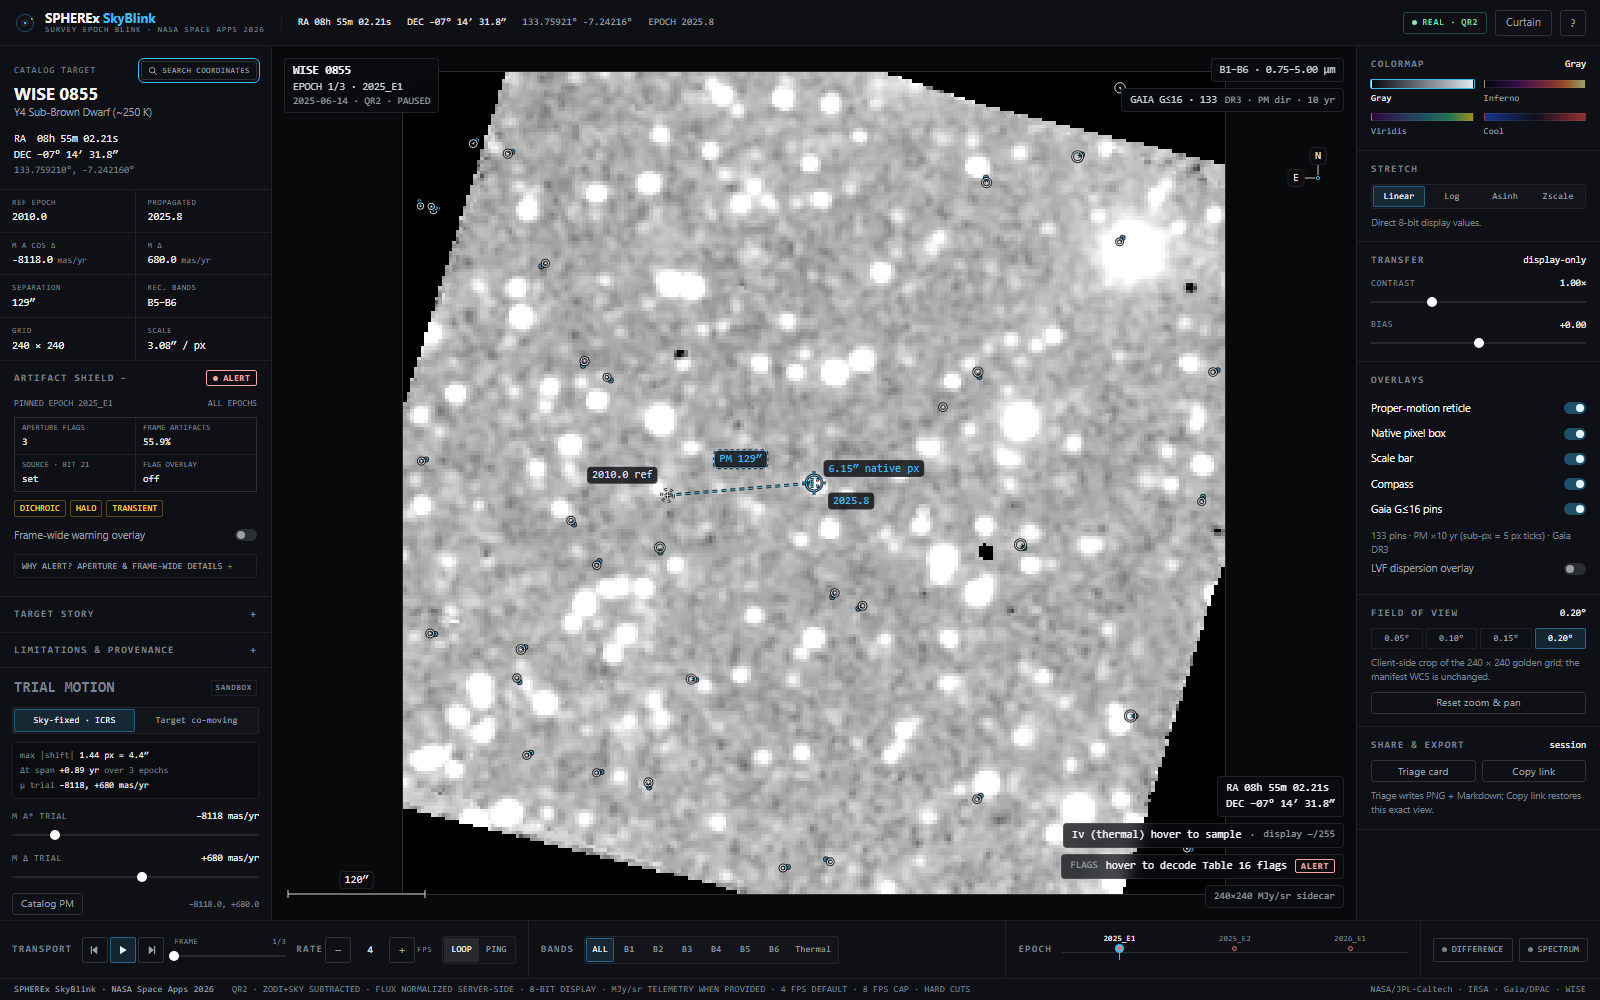 SPHEREx SkyBlink
SURVEY EPOCH BLINK · NASA SPACE APPS 2026
RA 08h 55m 02.21s DEC −07° 14′ 31.8″ 133.75921° -7.24216° EPOCH 2025.8
REAL · QR2
Curtain
?
CATALOG TARGET
SEARCH COORDINATES
WISE 0855
Y4 Sub-Brown Dwarf (~250 K)
RA 08h 55m 02.21s
DEC −07° 14′ 31.8″
133.759210°, -7.242160°
REF EPOCH
2010.0
PROPAGATED
2025.8
Μ Α COS Δ
-8118.0 mas/yr
Μ Δ
680.0 mas/yr
SEPARATION
129″
REC. BANDS
B5–B6
GRID
240 × 240
SCALE
3.08″ / px
ARTIFACT SHIELD −
ALERT
PINNED EPOCH 2025_E1
ALL EPOCHS
APERTURE FLAGS
3
FRAME ARTIFACTS
55.9%
SOURCE · BIT 21
set
FLAG OVERLAY
off
DICHROIC
HALO
TRANSIENT
Frame-wide warning overlay
WHY ALERT? APERTURE & FRAME-WIDE DETAILS +
TARGET STORY +
LIMITATIONS & PROVENANCE +
TRIAL MOTION
SANDBOX
Sky-fixed · ICRS
Target co-moving
max |shift| 1.44 px = 4.4″
Δt span +0.89 yr over 3 epochs
μ trial −8118, +680 mas/yr
Μ Α* TRIAL −8118 mas/yr
Μ Δ TRIAL +680 mas/yr
Catalog PM
−8118.0, +680.0
WISE 0855
EPOCH 1/3 · 2025_E1
2025-06-14 · QR2 · PAUSED
B1–B6 · 0.75–5.00 μm
GAIA G≤16 · 133 DR3 · PM dir · 10 yr
N
E
PM 129″
2010.0 ref
6.15″ native px
2025.8
RA 08h 55m 02.21s
DEC −07° 14′ 31.8″
Iν (thermal) hover to sample · display —/255
FLAGS hover to decode Table 16 flags ALERT
240×240 MJy/sr sidecar
120″
COLORMAP
Gray
Gray
Inferno
Viridis
Cool
STRETCH
Linear
Log
Asinh
Zscale
Direct 8-bit display values.
TRANSFER
display-only
CONTRAST
1.00×
BIAS
+0.00
OVERLAYS
Proper-motion reticle
Native pixel box
Scale bar
Compass
Gaia G≤16 pins
133 pins · PM ×10 yr (sub-px = 5 px ticks) · Gaia
DR3
LVF dispersion overlay
FIELD OF VIEW
0.20°
0.05°
0.10°
0.15°
0.20°
Client-side crop of the 240 × 240 golden grid; the
manifest WCS is unchanged.
Reset zoom & pan
SHARE & EXPORT
session
Triage card
Copy link
Triage writes PNG + Markdown; Copy link restores
this exact view.
TRANSPORT
FRAME 1/3
RATE − 4 + FPS
LOOP
PING
BANDS
ALL
B1
B2
B3
B4
B5
B6
Thermal
EPOCH
2025_E1
2025_E2
2026_E1
DIFFERENCE
SPECTRUM
SPHEREx SkyBlink · NASA Space Apps 2026
QR2 · ZODI+SKY SUBTRACTED · FLUX NORMALIZED SERVER-SIDE · 8-BIT DISPLAY · MJy/sr TELEMETRY WHEN PROVIDED · 4 FPS DEFAULT · 8 FPS CAP · HARD CUTS
NASA/JPL-Caltech · IRSA · Gaia/DPAC · WISE